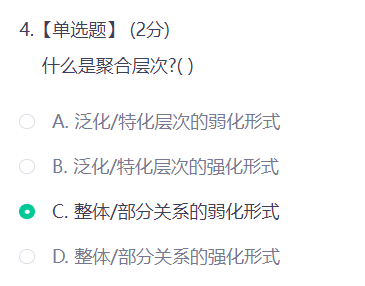 4.【单选题】 (2分)
什么是聚合层次?( )
A. 泛化/特化层次的弱化形式
B. 泛化/特化层次的强化形式
C. 整体/部分关系的弱化形式
D. 整体/部分关系的强化形式